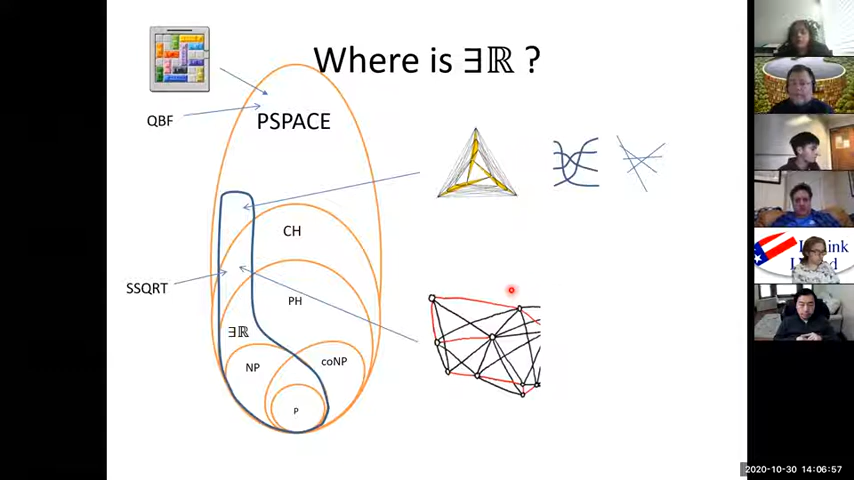 Where is ∃ℝ ?
QBF
PSPACE
CH
SSQRT
PH
∃ℝ
NP
coNP
P
2020-10-30 14:06:57